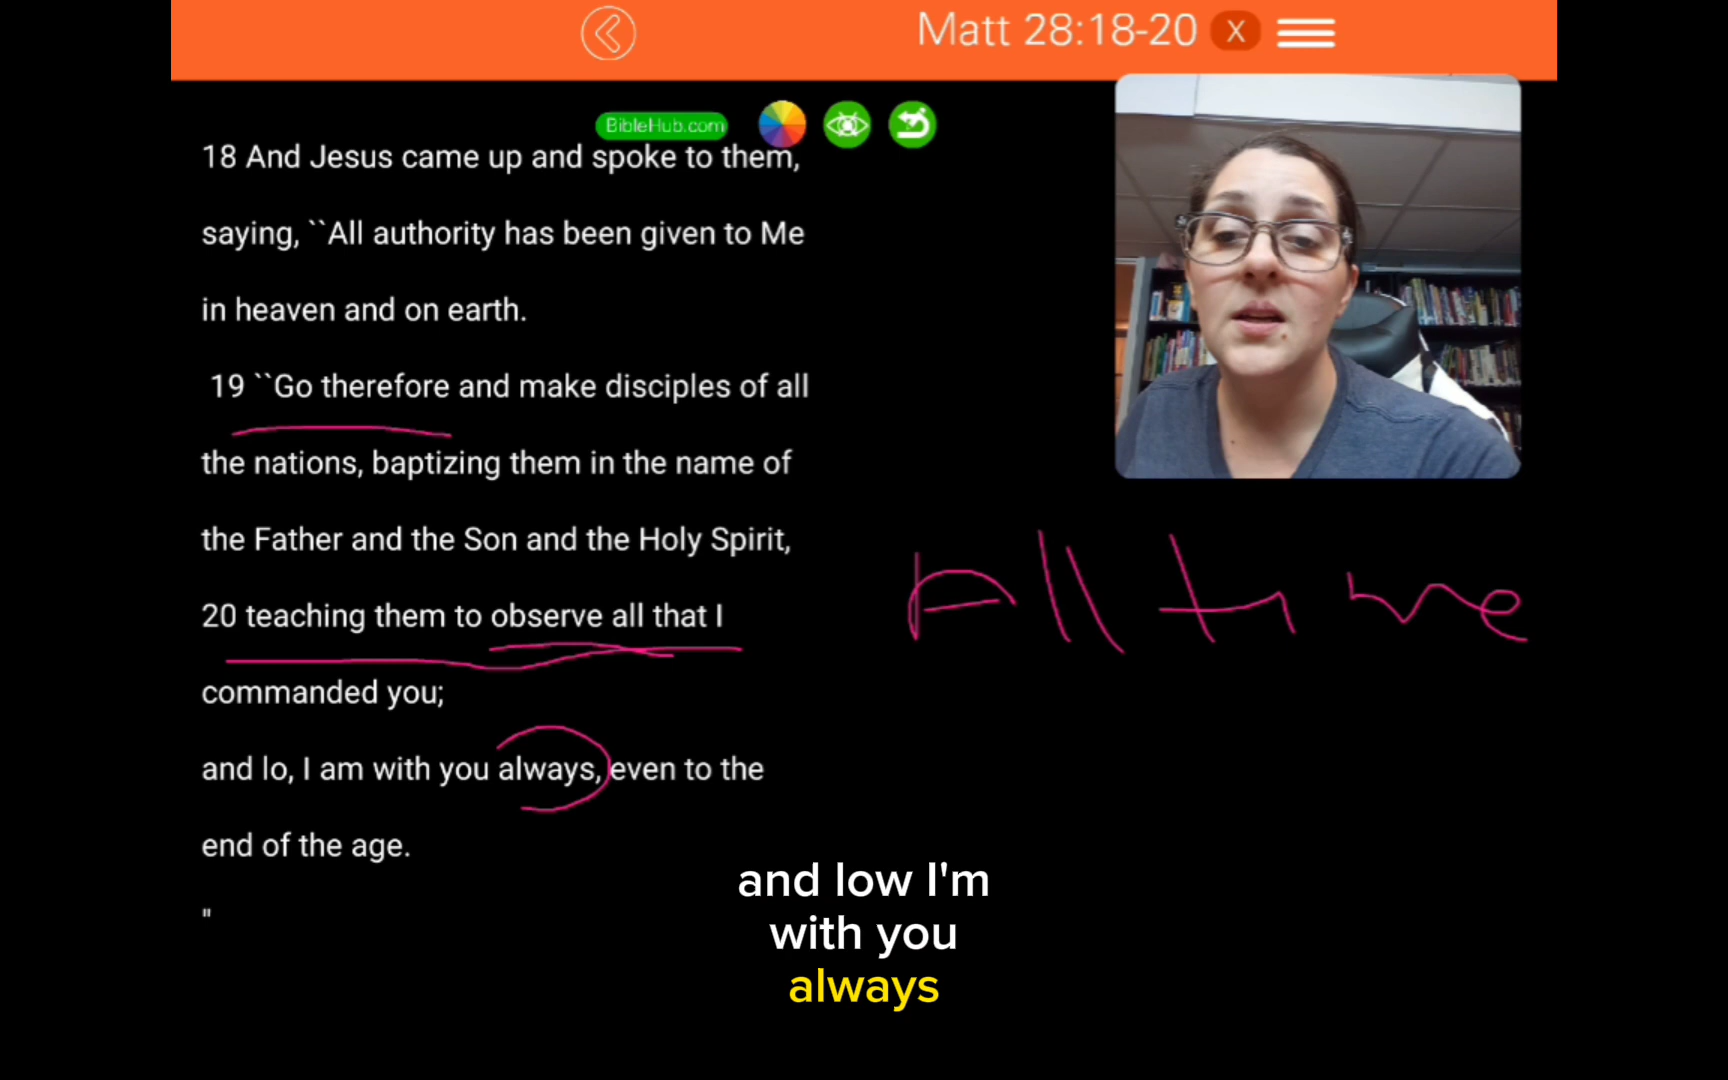 Matt 28:18-20 X
BibleHub.com
18 And Jesus came up and spoke to them,
saying, ``All authority has been given to Me
in heaven and on earth.
19 ``Go therefore and make disciples of all
the nations, baptizing them in the name of
the Father and the Son and the Holy Spirit,
20 teaching them to observe all that I
commanded you;
and lo, I am with you always, even to the
end of the age.
"
All time
and low I'm
with you
always